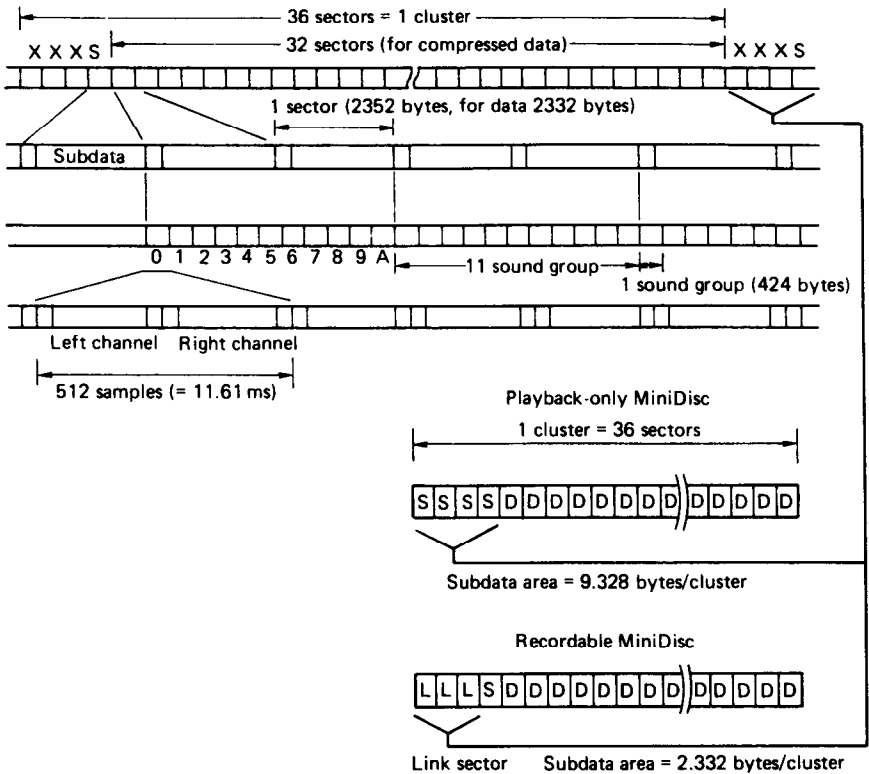 36 sectors = 1 cluster
X X X S
32 sectors (for compressed data)
X X X S
1 sector (2352 bytes, for data 2332 bytes)
Subdata
0 1 2 3 4 5 6 7 8 9 A
11 sound group
1 sound group (424 bytes)
Left channel Right channel
512 samples (= 11.61 ms)
Playback-only MiniDisc
1 cluster = 36 sectors
S S S S D D D D D D D D D D D D D
Subdata area = 9.328 bytes/cluster
Recordable MiniDisc
L L L S D D D D D D D D D D D D D
Link sector Subdata area = 2.332 bytes/cluster